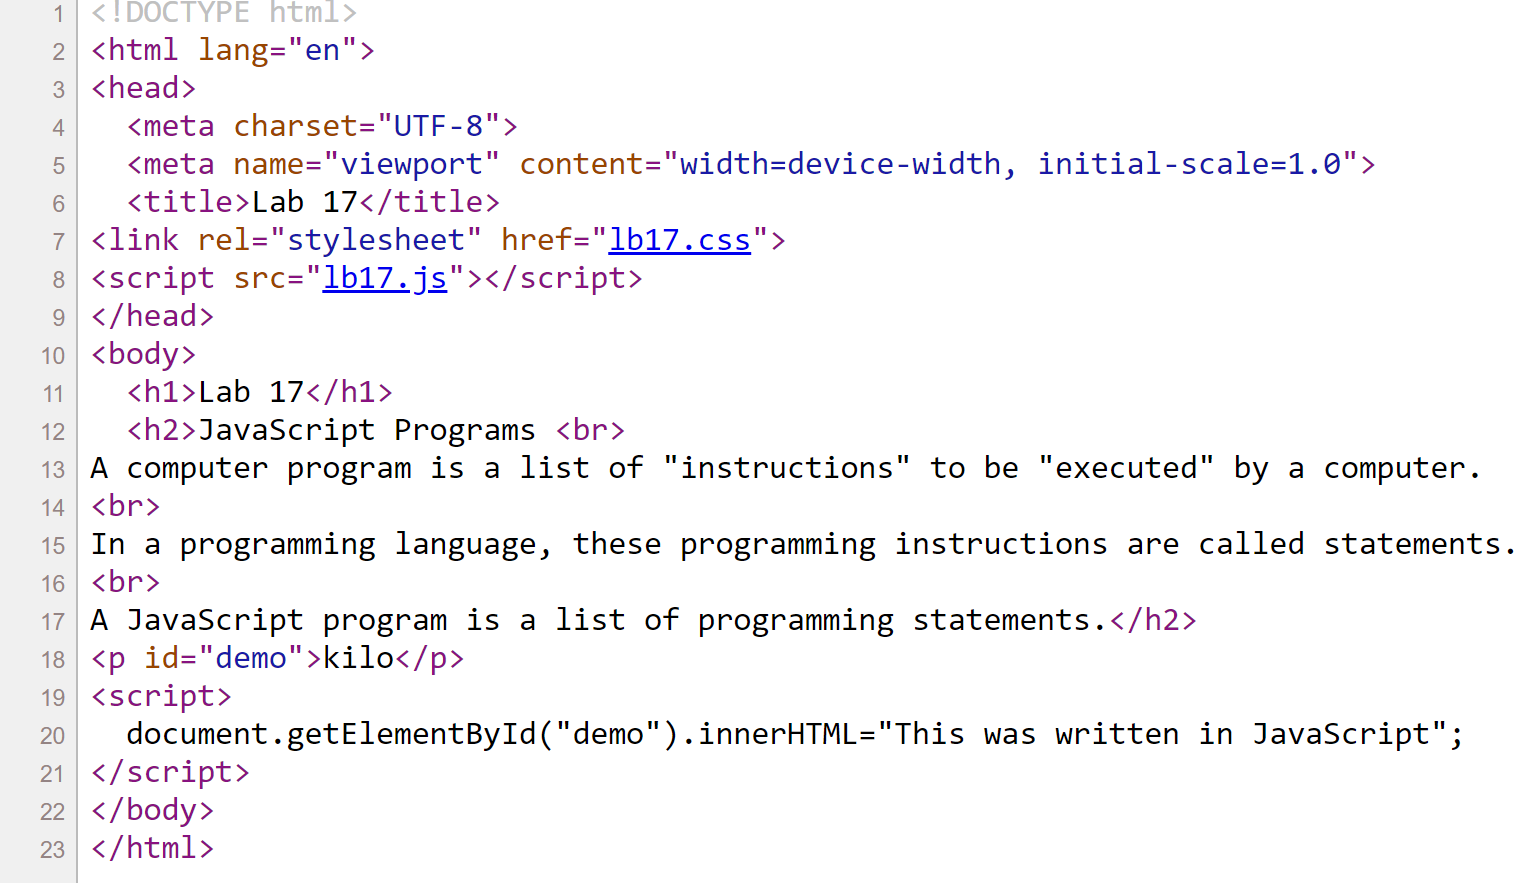 1 <!DOCTYPE html>
2 <html lang="en">
3 <head>
4   <meta charset="UTF-8">
5   <meta name="viewport" content="width=device-width, initial-scale=1.0">
6   <title>Lab 17</title>
7 <link rel="stylesheet" href="lb17.css">
8 <script src="lb17.js"></script>
9 </head>
10 <body>
11   <h1>Lab 17</h1>
12   <h2>JavaScript Programs <br>
13 A computer program is a list of "instructions" to be "executed" by a computer.
14 <br>
15 In a programming language, these programming instructions are called statements.
16 <br>
17 A JavaScript program is a list of programming statements.</h2>
18 <p id="demo">kilo</p>
19 <script>
20   document.getElementById("demo").innerHTML="This was written in JavaScript";
21 </script>
22 </body>
23 </html>